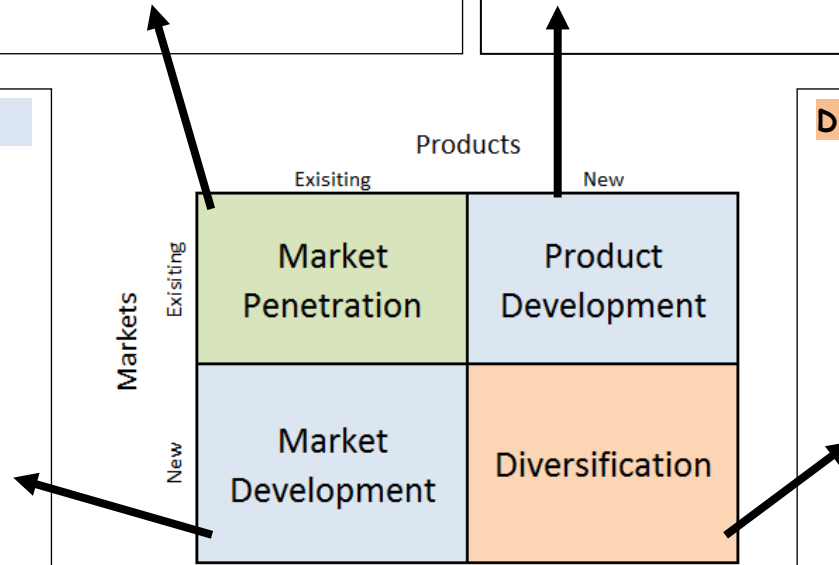 D
Products
Exisiting
New
Markets
Exisiting
Market
Penetration
Product
Development
New
Market
Development
Diversification